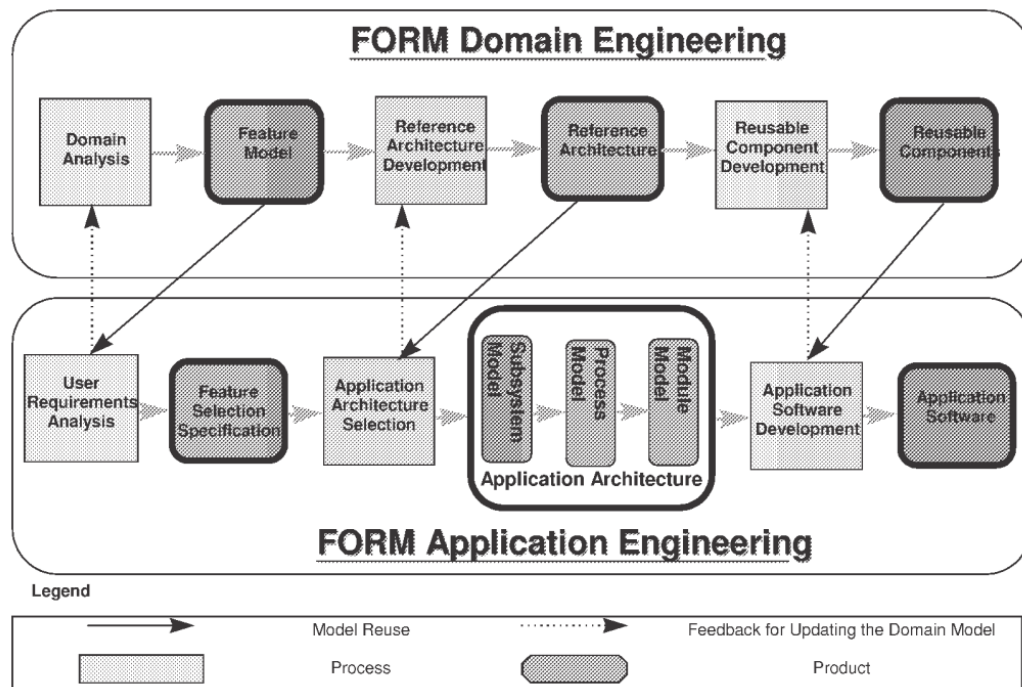 FORM Domain Engineering
Domain
Analysis
Feature
Model
Reference
Architecture
Development
Reference
Architecture
Reusable
Component
Development
Reusable
Components
User
Requirements
Analysis
Feature
Selection
Specification
Application
Architecture
Selection
Subsystem
Model
Process
Model
Module
Model
Application Architecture
Application
Software
Development
Application
Software
FORM Application Engineering
Legend
Model Reuse
Feedback for Updating the Domain Model
Process
Product